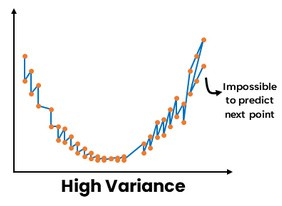 Impossible
to predict
next point
High Variance